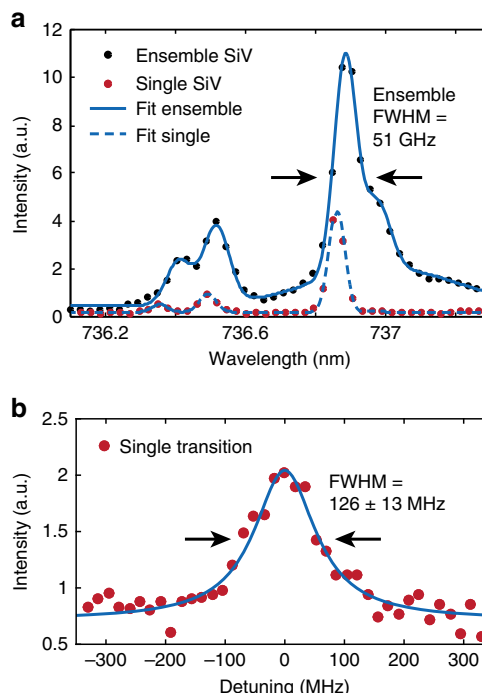 a
12
10
8
6
4
2
0
Intensity (a.u.)
Ensemble SiV
Single SiV
Fit ensemble
Fit single
Ensemble
FWHM =
51 GHz
736.2
736.6
737
Wavelength (nm)
b
2.5
2
1.5
1
0.5
Intensity (a.u.)
Single transition
FWHM =
126 ± 13 MHz
−300
−200
−100
0
100
200
300
Detuning (MHz)